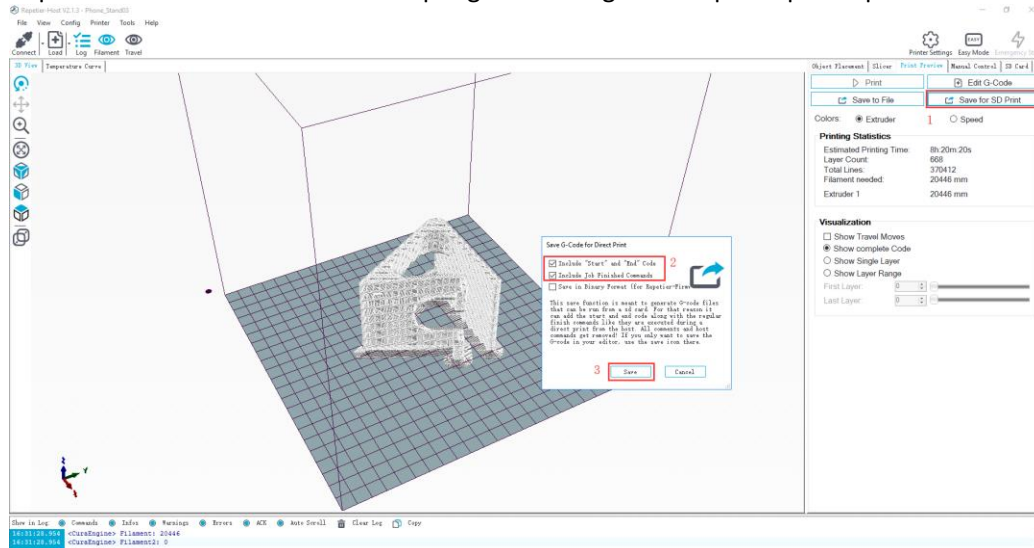 Repetier-Host V2.1.3 - Phone_Stand05
File View Config Printer Tools Help
Connect Load Log Filament Travel
Printer Settings Easy Mode Emergency
3D View Temperature Curve
Object Placement Slicer Print Preview Manual Control SD Card
Print Edit G-Code
Save to File Save for SD Print
Colors: Extruder 1 Speed
Printing Statistics
Estimated Printing Time: 8h:20m:20s
Layer Count: 668
Total Lines: 370412
Filament needed: 20446 mm
Extruder 1 20446 mm
Visualization
Show Travel Moves
Show complete Code
Show Single Layer
Show Layer Range
First Layer: 0
Last Layer: 0
Save G-Code for Direct Print
Include "Start" and "End" Code 2
Include Job Finished Commands
Save in Binary Format (for Repetier-Firm
This save function is meant to generate G-code files
that can be run from a sd card. For that reason it
can add the start and end code along with the regular
finish commands like they are executed during a
direct print from the host. All comments and host
commands get removed! If you only want to save the
G-code in your editor, use the save icon there.
3 Save Cancel
Y
Show in Log: Commands Infos Warnings Errors ACK Auto Scroll Clear Log Copy
16:31:28.954 <CuraEngine> Filament: 20446
16:31:28.954 <CuraEngine> Filament2: 0